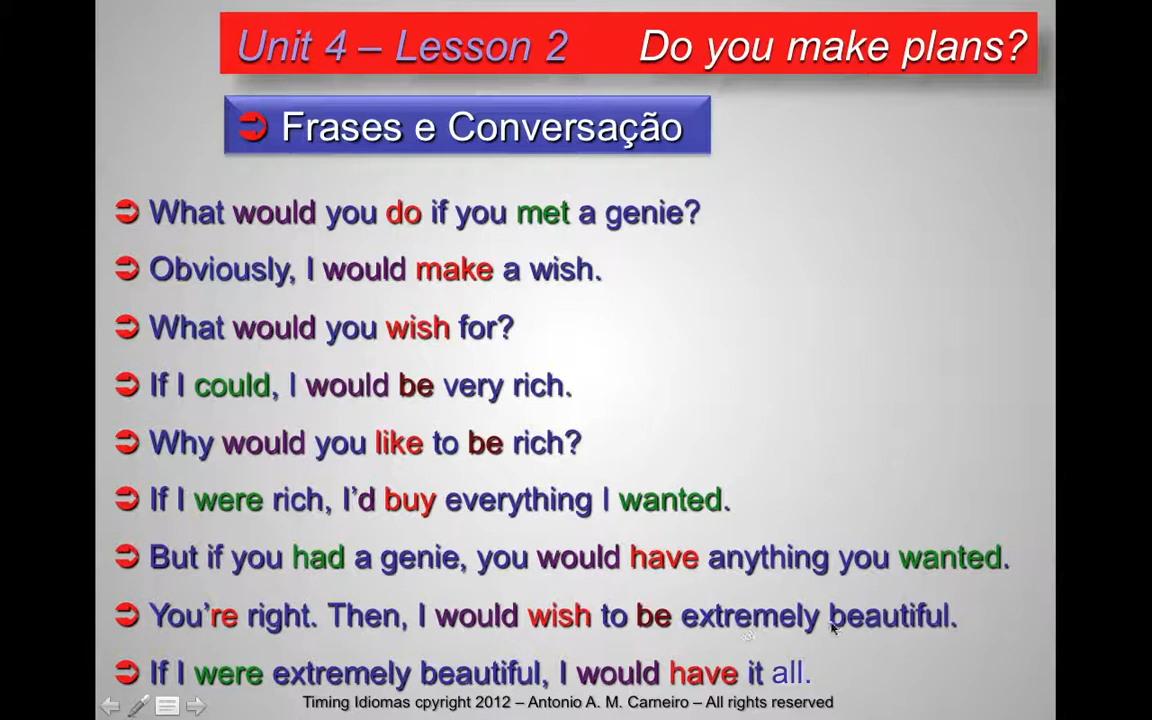 Unit 4 – Lesson 2 Do you make plans?
Frases e Conversação
What would you do if you met a genie?
Obviously, I would make a wish.
What would you wish for?
If I could, I would be very rich.
Why would you like to be rich?
If I were rich, I'd buy everything I wanted.
But if you had a genie, you would have anything you wanted.
You're right. Then, I would wish to be extremely beautiful.
If I were extremely beautiful, I would have it all.
Timing Idiomas cpyright 2012 – Antonio A. M. Carneiro – All rights reserved